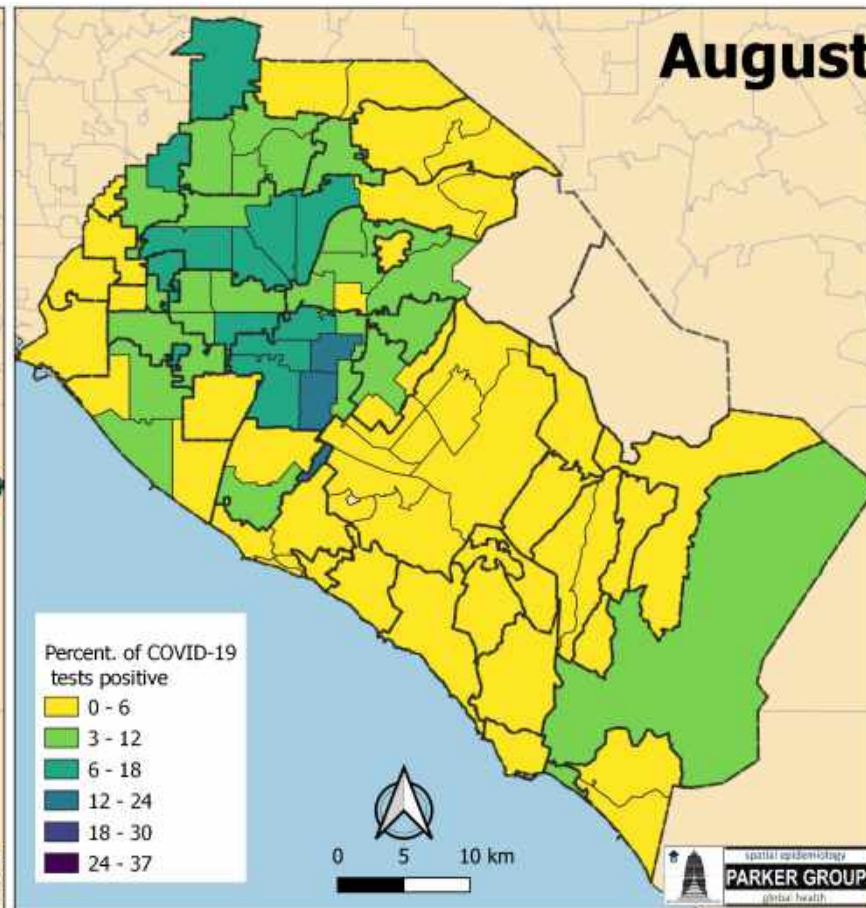 August
Percent. of COVID-19
tests positive
0 - 6
3 - 12
6 - 18
12 - 24
18 - 30
24 - 37
0 5 10 km
spatial epidemiology
PARKER GROUP
global health